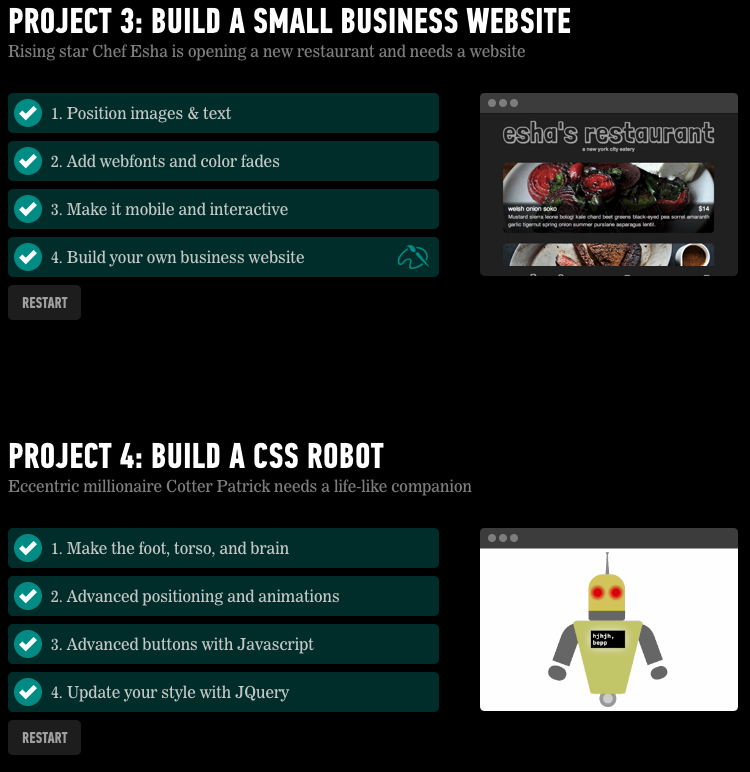 PROJECT 3: BUILD A SMALL BUSINESS WEBSITE
Rising star Chef Esha is opening a new restaurant and needs a website
1. Position images & text
2. Add webfonts and color fades
3. Make it mobile and interactive
4. Build your own business website
RESTART
esha's restaurant
a new york city eatery
welsh onion soko $14
Mustard sierra leone bologi kale chard beet greens black-eyed pea sorrel amaranth
garlic tigernut spring onion summer purslane asparagus lentil.
PROJECT 4: BUILD A CSS ROBOT
Eccentric millionaire Cotter Patrick needs a life-like companion
1. Make the foot, torso, and brain
2. Advanced positioning and animations
3. Advanced buttons with Javascript
4. Update your style with JQuery
RESTART
hjhjh,
bepp